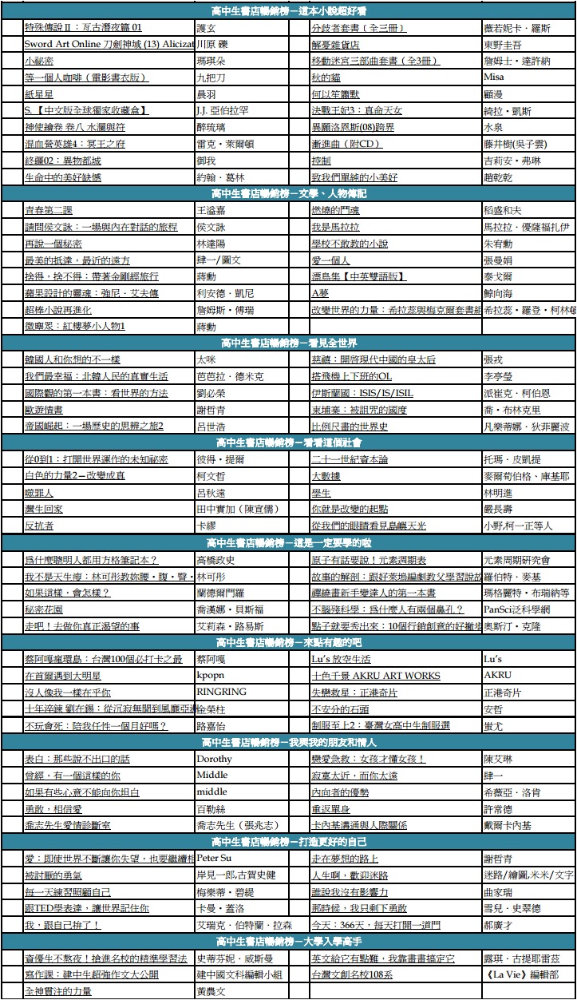 高中生書店暢銷榜－這本小說超好看
特殊傳說Ⅱ：亙古潛夜篇 01 護玄 分歧者套書〔全三冊〕 薇若妮卡・羅斯
Sword Art Online 刀劍神域 (13) Alicizat 川原 礫 解憂雜貨店 東野圭吾
小祕密 瑪琪朵 移動迷宮三部曲套書（全3冊） 詹姆士・達許納
等一個人咖啡（電影書衣版） 九把刀 秋的貓 Misa
紙星星 晨羽 何以笙簫默 顧漫
S.【中文版全球獨家收藏盒】 J.J. 亞伯拉罕 決戰王妃3：真命天女 綺拉・凱斯
神使繪卷 卷八 水瀾與符 醉琉璃 異願洛恩斯(08)跨界 水泉
混血營英雄4：冥王之府 雷克・萊爾頓 漸進曲（附CD） 藤井樹(吳子雲)
終疆02：異物都城 御我 控制 吉莉安・弗琳
生命中的美好缺憾 約翰・葛林 致我們單純的小美好 趙乾乾
高中生書店暢銷榜－文學、人物傳記
青春第二課 王溢嘉 燃燒的鬥魂 稻盛和夫
請問侯文詠：一場與內在對話的旅程 侯文詠 我是馬拉拉 馬拉拉・優薩福扎伊
再說一個秘密 林達陽 學校不敢教的小說 朱宥勳
最美的抵達，最近的遠方 肆一/圖文 愛一個人 張曼娟
捨得，捨不得：帶著金剛經旅行 蔣勳 漂鳥集【中英雙語版】 泰戈爾
蘋果設計的靈魂：強尼・艾夫傳 利安德・凱尼 A夢 鯨向海
超棒小說再進化 詹姆斯・傅瑞 改變世界的力量：希拉蕊與梅克爾套書組 希拉蕊・羅登・柯林頓
微塵眾：紅樓夢小人物1 蔣勳
高中生書店暢銷榜－看見全世界
韓國人和你想的不一樣 太咪 慈禧：開啓現代中國的皇太后 張戎
我們最幸福：北韓人民的真實生活 芭芭拉・德米克 搭飛機上下班的OL 李亭瑩
國際觀的第一本書：看世界的方法 劉必榮 伊斯蘭國：ISIS/IS/ISIL 派崔克・柯伯恩
歐遊情書 謝哲青 柬埔寨：被詛咒的國度 喬・布林克里
帝國崛起：一場歷史的思辨之旅2 呂世浩 比例尺畫的世界史 凡樂蒂娜・狄菲麗波
高中生書店暢銷榜－看看這個社會
從0到1：打開世界運作的未知祕密 彼得・提爾 二十一世紀資本論 托瑪・皮凱提
白色的力量2—改變成真 柯文哲 大數據 麥爾荀伯格、庫基耶
噬罪人 呂秋遠 學生 林明進
灣生回家 田中實加（陳宣儒） 你就是改變的起點 嚴長壽
反抗者 卡繆 從我們的眼睛看見島嶼天光 小野,柯一正等人
高中生書店暢銷榜－這是一定要學的啦
爲什麼聰明人都用方格筆記本？ 高橋政史 原子有話要說！元素週期表 元素周期研究會
我不是天生瘦：林可彤教妳腰・腹・臀・ 林可彤 故事的解剖：跟好萊塢編劇教父學習說故 羅伯特・麥基
如果這樣，會怎樣？ 蘭德爾門羅 禪繞畫新手變達人的第一本書 瑪格麗特・布瑞納等
秘密花園 喬漢娜・貝斯福 不腦殘科學：爲什麼人有兩個鼻孔？ PanSci泛科學網
走吧！去做你真正渴望的事 艾莉森・路易斯 點子就要秀出來：10個行銷創意的好撇步 奧斯汀・克隆
高中生書店暢銷榜－來點有趣的吧
蔡阿嘎瘋環島：台灣100個必打卡之最 蔡阿嘎 Lu's 放空生活 Lu's
在首爾遇到大明星 kpopn 十色千景 AKRU ART WORKS AKRU
沒人像我一樣在乎你 RINGRING 失戀救星：正港奇片 正港奇片
十年淬鍊 劉在錫：從沉寂無聞到風靡亞洲 金榮柱 不安分的石頭 安哲
不玩會死：陪我任性一個月好嗎？ 路嘉怡 制服至上2：臺灣女高中生制服選 蚩尤
高中生書店暢銷榜－我與我的朋友和情人
表白：那些說不出口的話 Dorothy 戀愛急救：女孩才懂女孩！ 陳艾琳
曾經，有一個這樣的你 Middle 寂寞太近，而你太遠 肆一
如果有些心意不能向你坦白 middle 內向者的優勢 希薇亞・洛肯
勇敢，相信愛 百勒絲 重返單身 許常德
喬志先生愛情診斷室 喬志先生（張兆志） 卡內基溝通與人際關係 戴爾卡內基
高中生書店暢銷榜－打造更好的自己
愛：即使世界不斷讓你失望，也要繼續相 Peter Su 走在夢想的路上 謝哲青
被討厭的勇氣 岸見一郎,古賀史健 人生啊，歡迎迷路 迷路/繪圖,米米/文字
每一天練習照顧自己 梅樂蒂・碧緹 誰說我沒有影響力 曲家瑞
跟TED學表達，讓世界記住你 卡曼・蓋洛 那時候，我只剩下勇敢 雪兒・史翠德
我，跟自己拚了！ 艾瑞克・伯特蘭・拉森 今天：366天，每天打開一道門 郝廣才
高中生書店暢銷榜－大學入學高手
資優生不敎孜！搶進名校的精準學習法 史蒂芬妮・威斯曼 英文給它有點難，我靠畫畫搞定它 露琪・古提耶雷茲
寫作課：建中生超強作文大公開 建中國文科編輯小組 台灣文創名校108系 《La Vie》編輯部
全神貫注的力量 黃農文